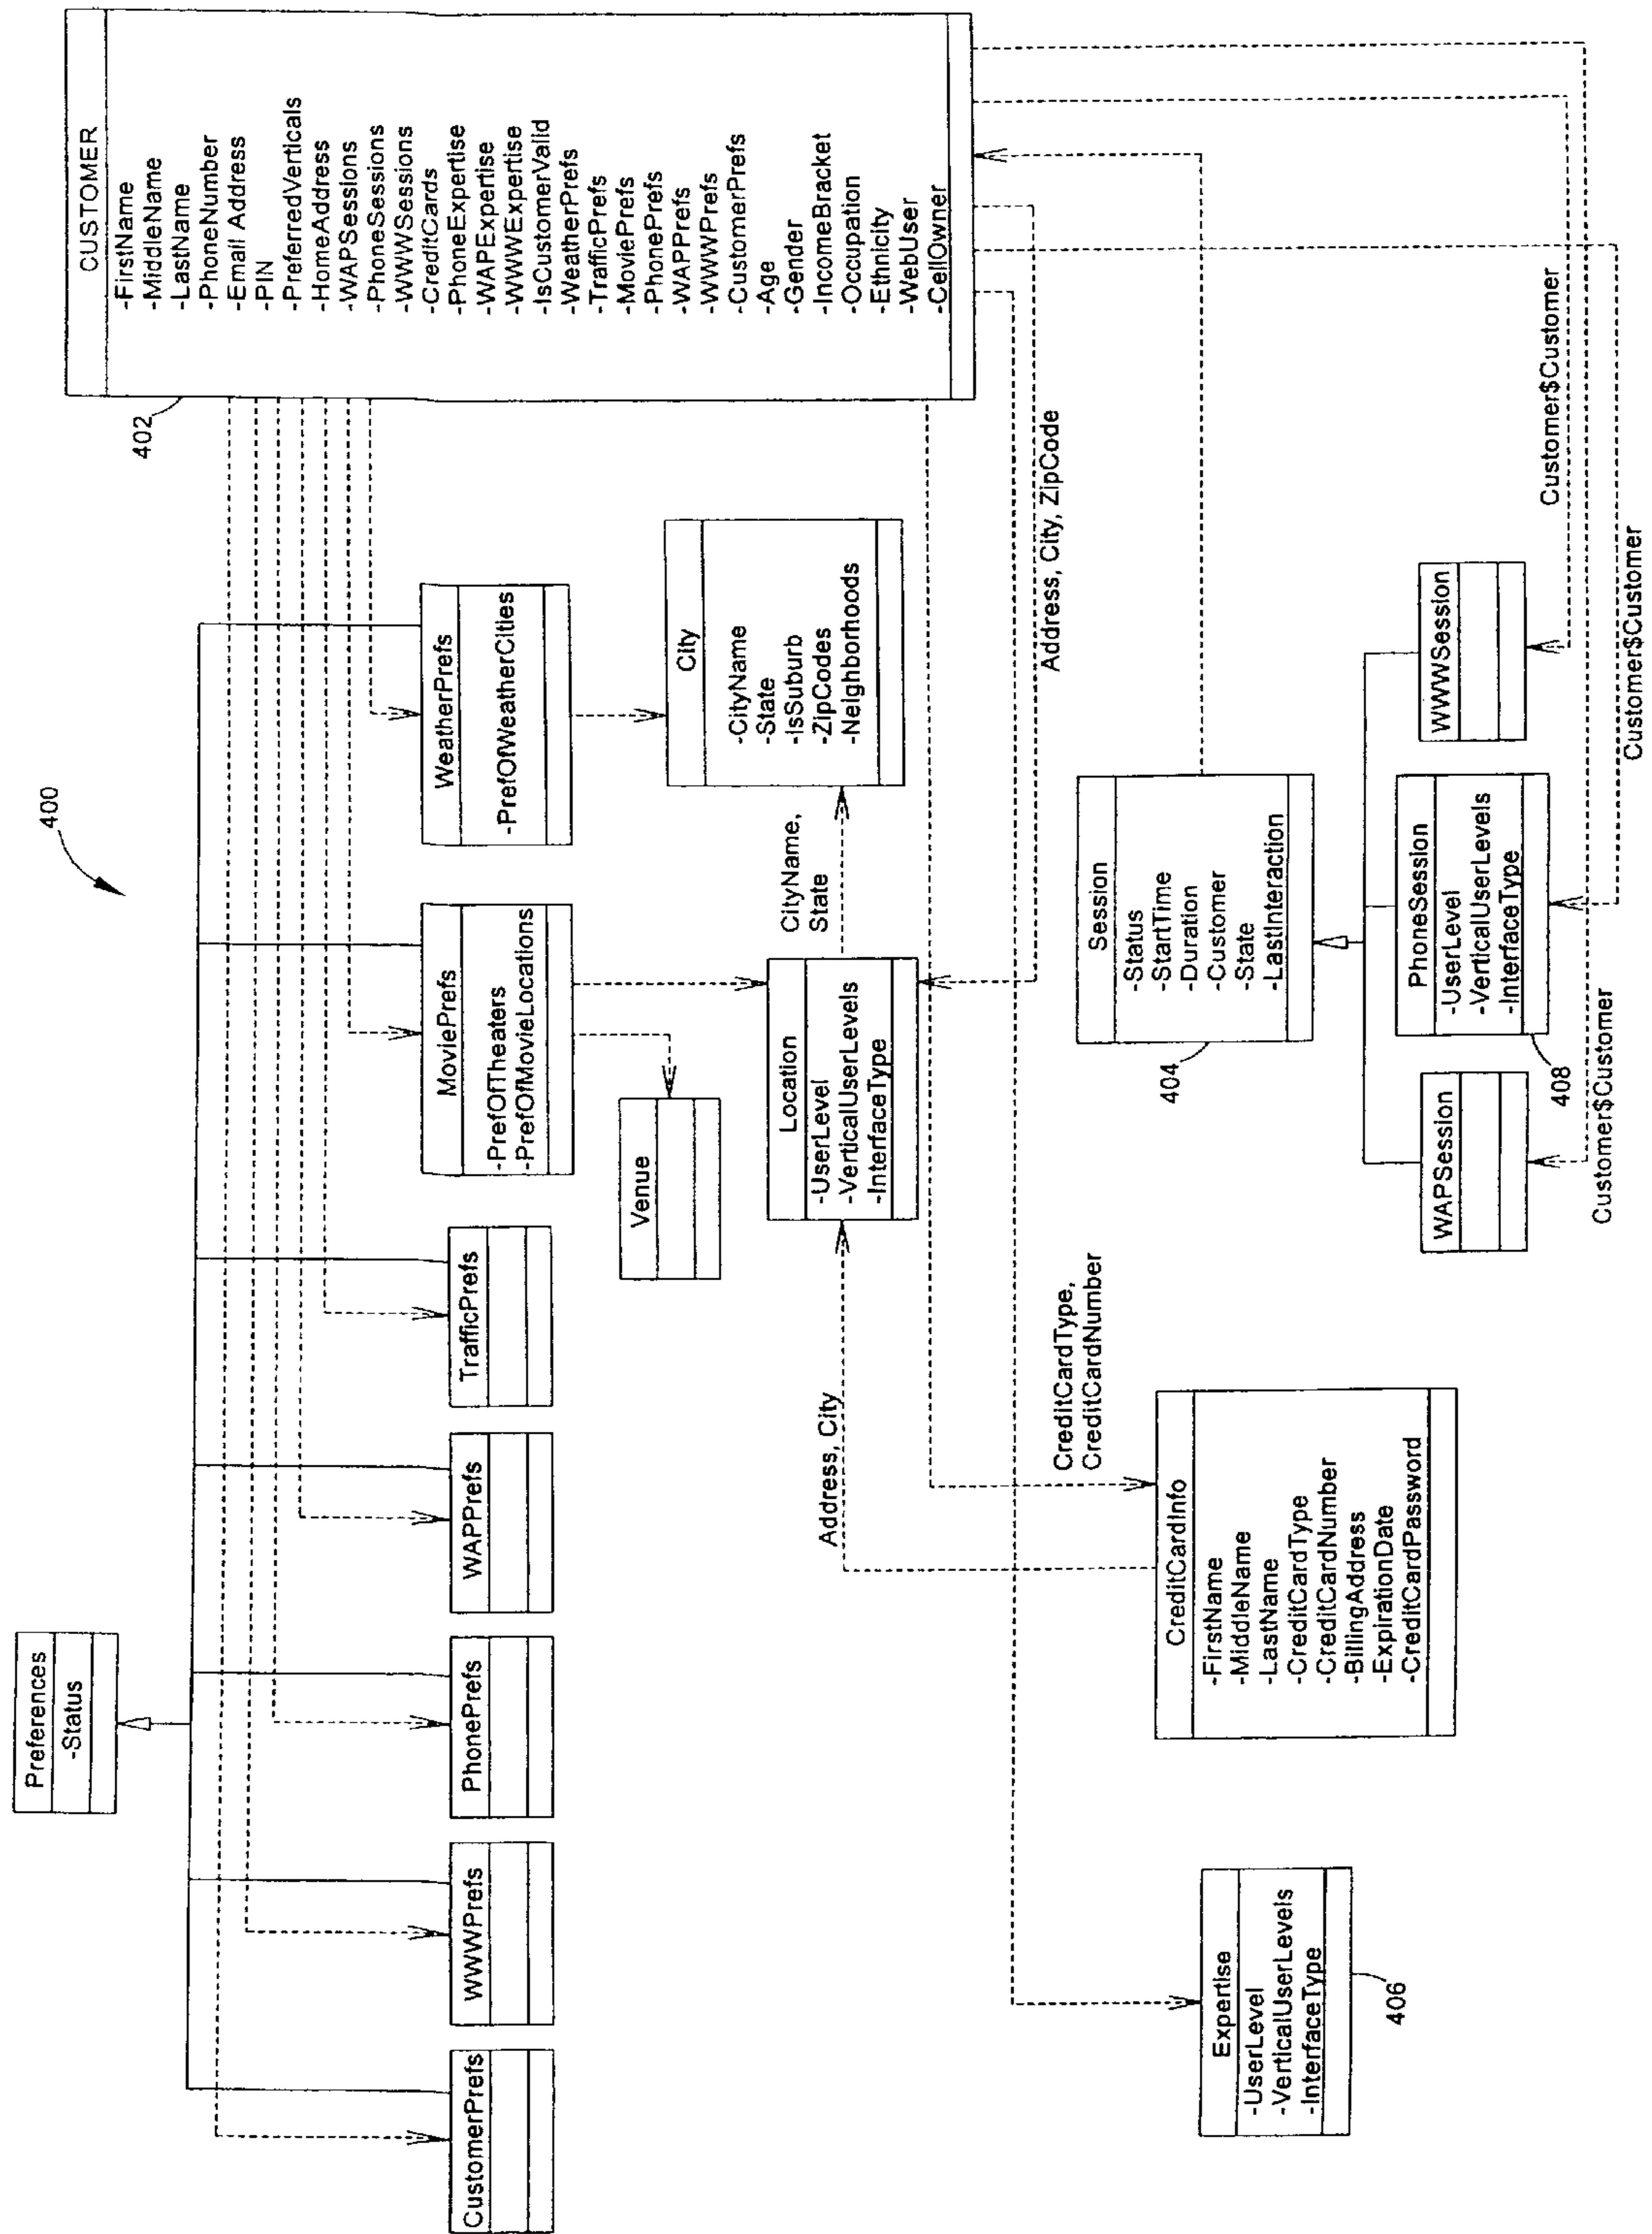 400
Preferences
-Status
CustomerPrefs
WWWPrefs
PhonePrefs
WAPPrefs
TrafficPrefs
MoviePrefs
-PrefOfTheaters
-PrefOfMovieLocations
WeatherPrefs
-PrefOfWeatherCities
402
CUSTOMER
-FirstName
-MiddleName
-LastName
-PhoneNumber
-Email Address
-PIN
-PreferredVerticals
-HomeAddress
-WAPSessions
-PhoneSessions
-WWWSessions
-CreditCards
-PhoneExpertise
-WAPExpertise
-WWWExpertise
-IsCustomerValid
-WeatherPrefs
-TrafficPrefs
-MoviePrefs
-PhonePrefs
-WAPPrefs
-WWWPrefs
-CustomerPrefs
-Age
-Gender
-IncomeBracket
-Occupation
-Ethnicity
-WebUser
-CellOwner
Venue
City
-CityName
-State
-IsSuburb
-ZipCodes
-Neighborhoods
CityName,
State
Location
-UserLevel
-VerticalUserLevels
-InterfaceType
Address, City
Address, City, ZipCode
CreditCardType,
CreditCardNumber
CreditCardInfo
-FirstName
-MiddleName
-LastName
-CreditCardType
-CreditCardNumber
-BillingAddress
-ExpirationDate
-CreditCardPassword
Expertise
-UserLevel
-VerticalUserLevels
-InterfaceType
406
Session
-Status
-StartTime
-Duration
-Customer
-State
-LastInteraction
404
WAPSession
PhoneSession
-UserLevel
-VerticalUserLevels
-InterfaceType
408
WWWSession
Customer$Customer
Customer$Customer
Customer$Customer